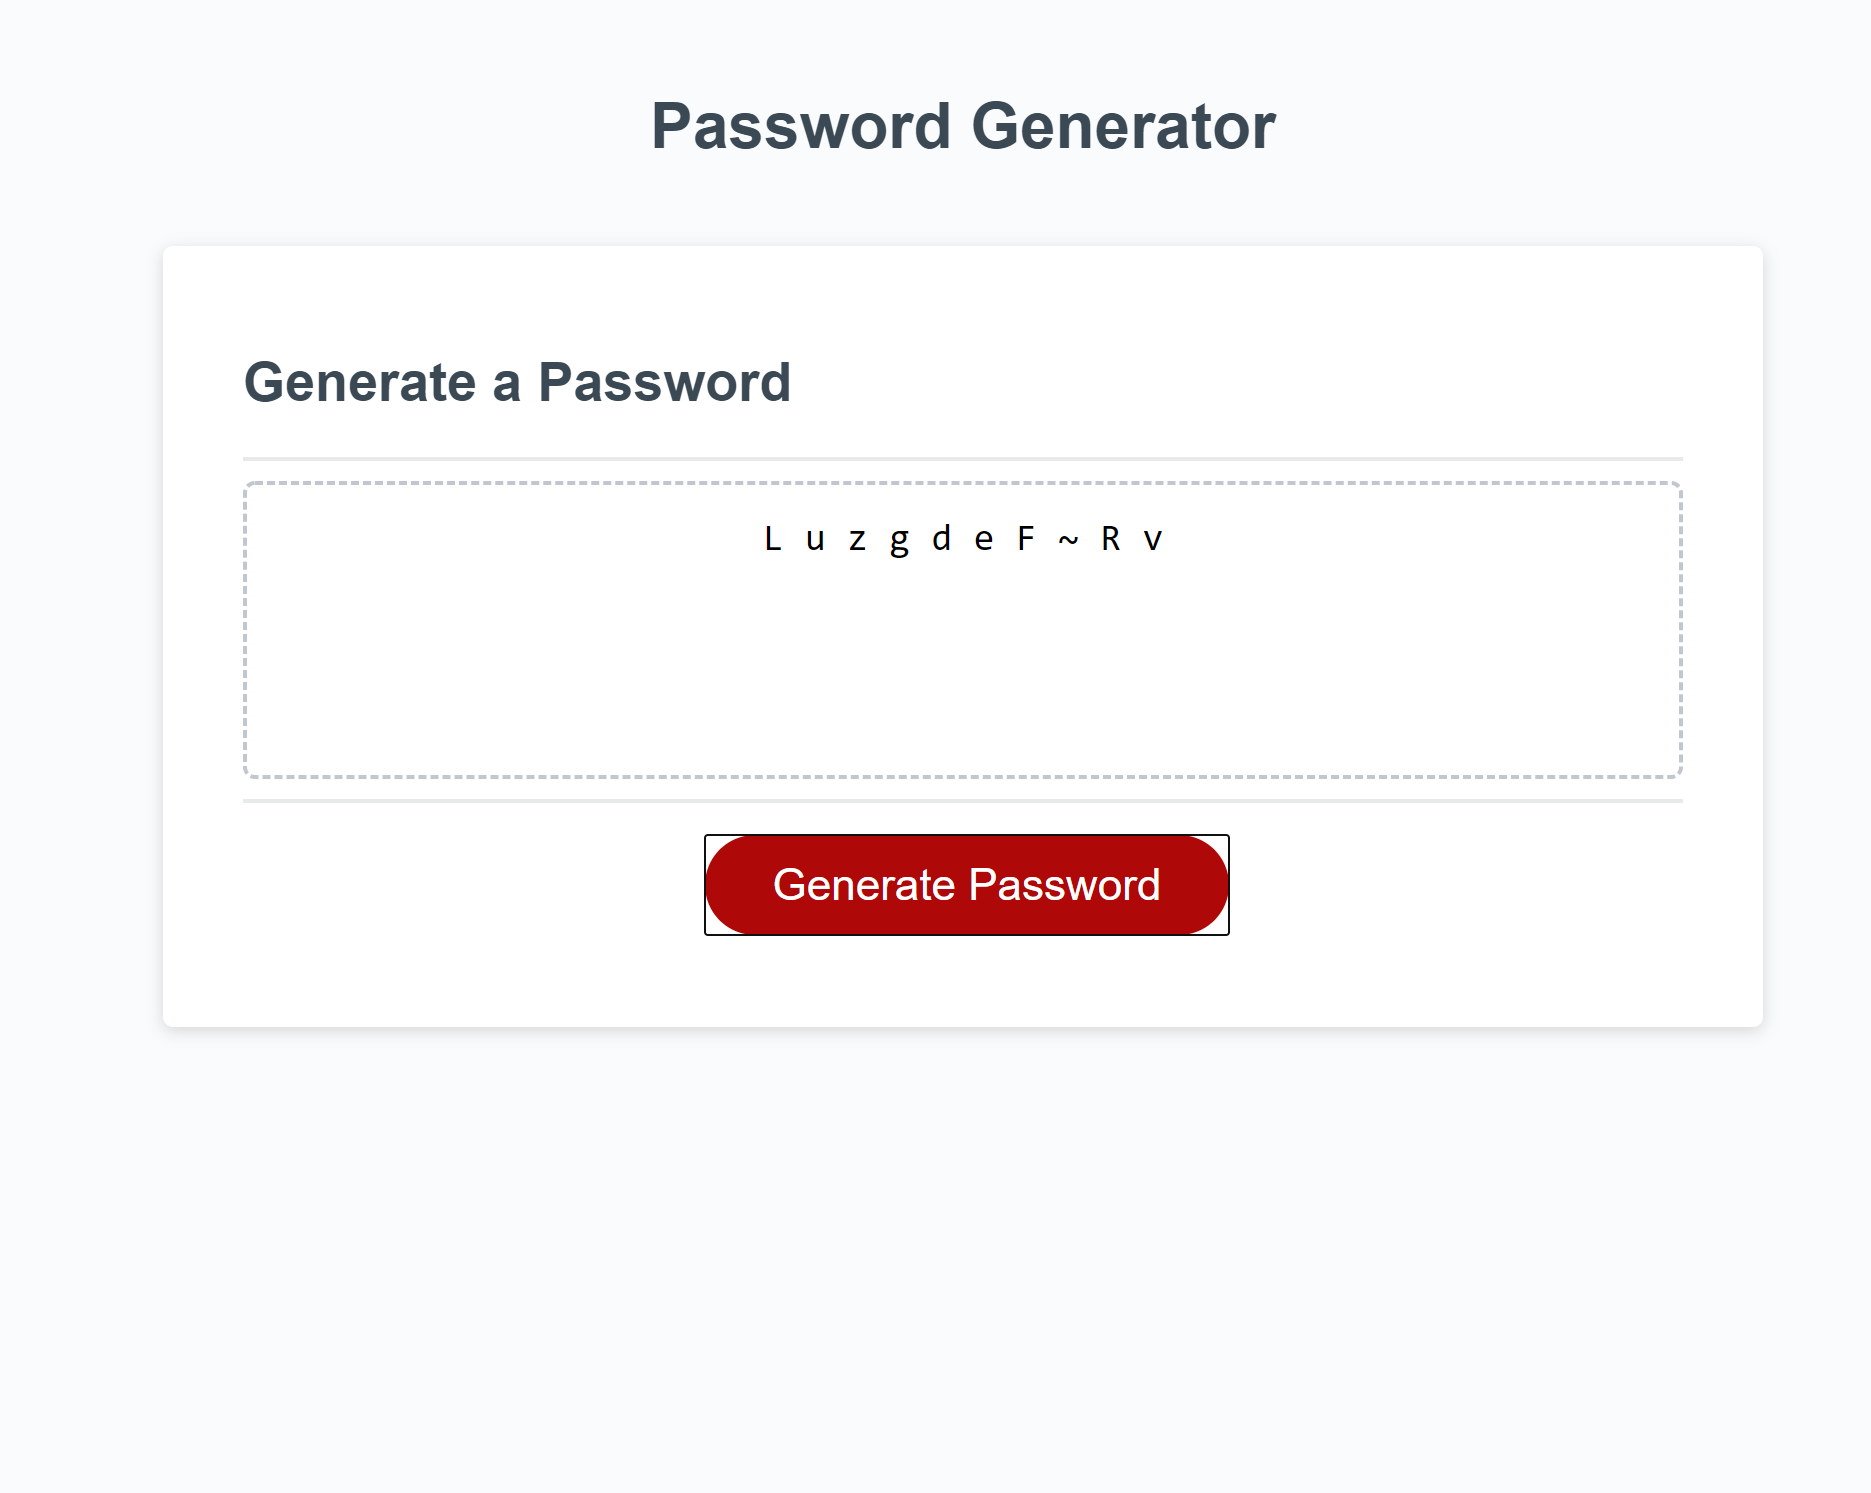 Password Generator
Generate a Password
L u z g d e F ~ R v
Generate Password